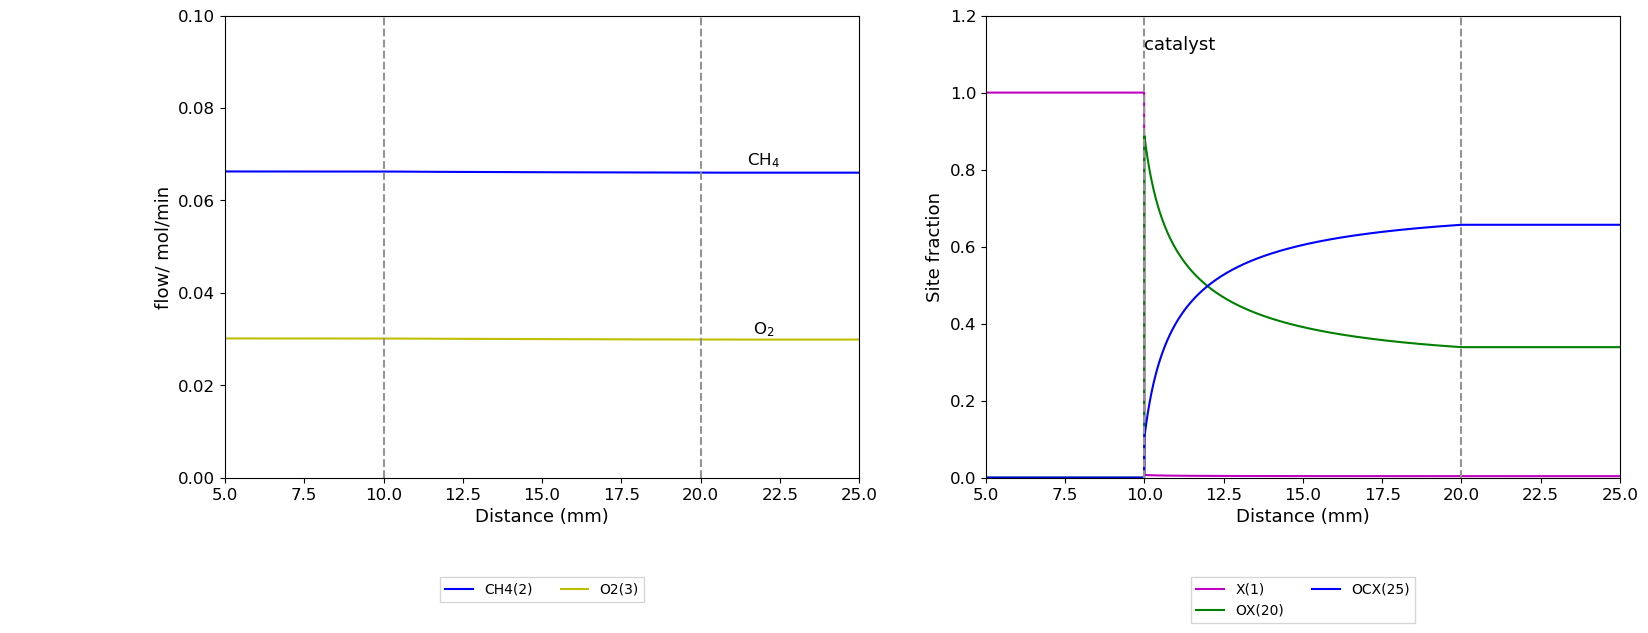 0.10
0.08
0.06
0.04
0.02
0.00
flow/ mol/min
CH4
O2
5.0 7.5 10.0 12.5 15.0 17.5 20.0 22.5 25.0
Distance (mm)
CH4(2) O2(3)
1.2
1.0
0.8
0.6
0.4
0.2
0.0
Site fraction
catalyst
5.0 7.5 10.0 12.5 15.0 17.5 20.0 22.5 25.0
Distance (mm)
X(1) OCX(25)
OX(20)